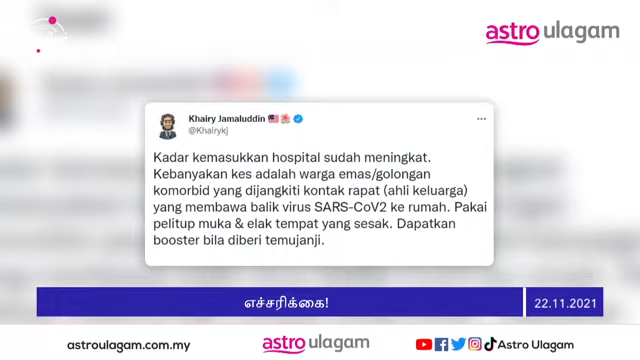 astro ulagam
Khairy Jamaluddin
@Khairykj
Kadar kemasukkan hospital sudah meningkat.
Kebanyakan kes adalah warga emas/golongan
komorbid yang dijangkiti kontak rapat (ahli keluarga)
yang membawa balik virus SARS-CoV2 ke rumah. Pakai
pelitup muka & elak tempat yang sesak. Dapatkan
booster bila diberi temujanji.
எச்சரிக்கை!
22.11.2021
astroulagam.com.my
astro ulagam
Astro Ulagam